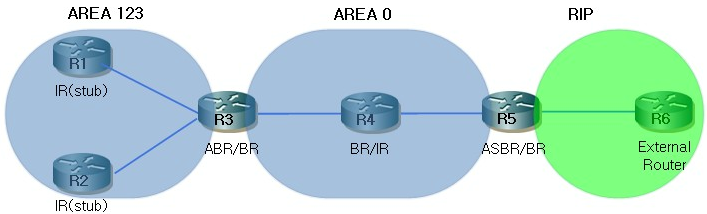 AREA 123
AREA 0
RIP
R1
IR(stub)
R3
ABR/BR
R4
BR/IR
R5
ASBR/BR
R6
External
Router
R2
IR(stub)